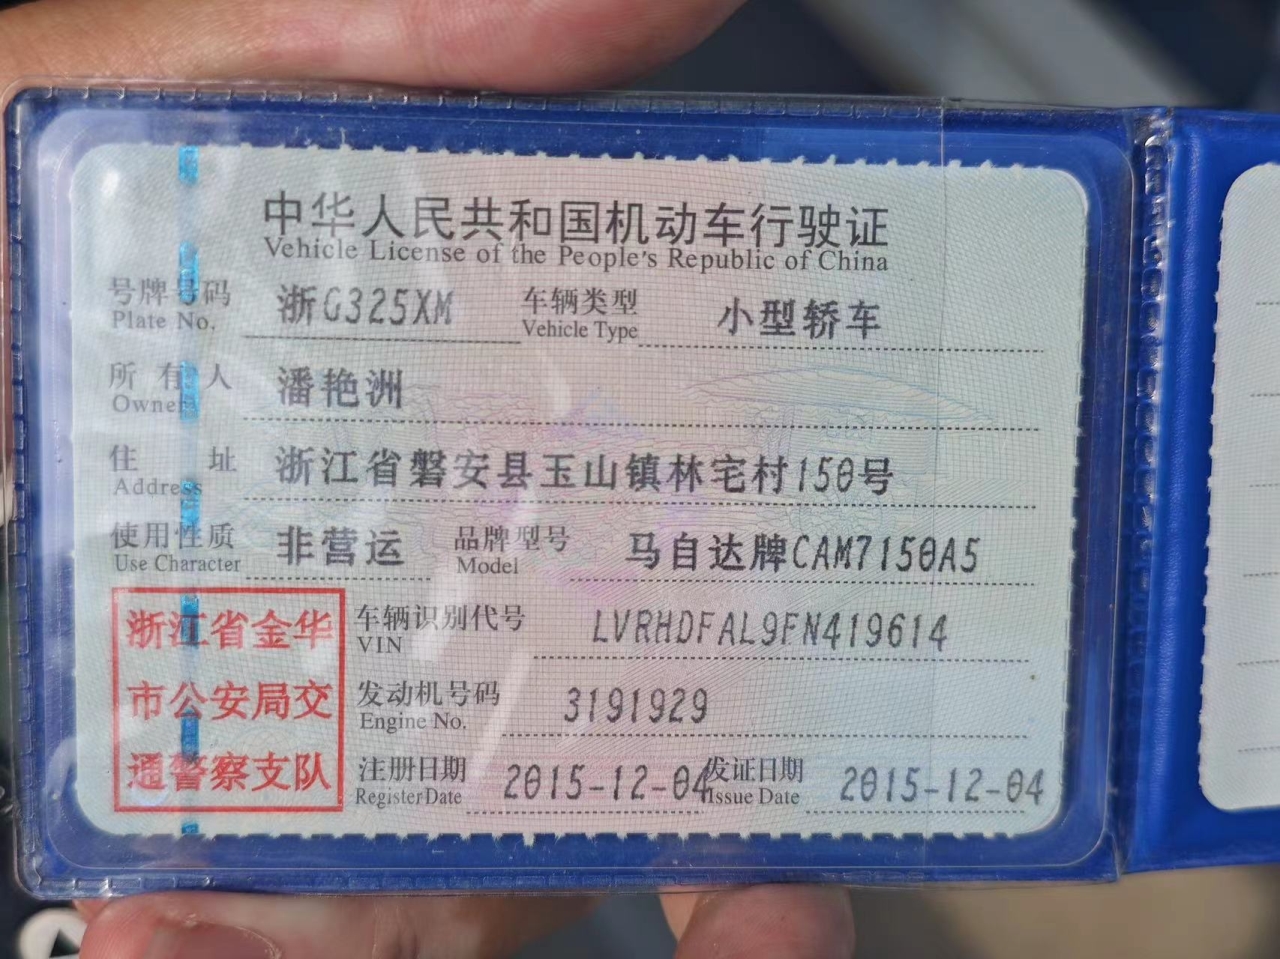 中华人民共和国机动车行驶证
Vehicle License of the People's Republic of China
号牌号码 浙G325XM 车辆类型 小型轿车
Plate No. Vehicle Type
所有人 潘艳洲
Owner
住址 浙江省磐安县玉山镇林宅村150号
Address
使用性质 非营运 品牌型号 马自达牌CAM7150A5
Use Character Model
浙江省金华
市公安局交
通警察支队
车辆识别代号 LVRHDFAL9FN419614
VIN
发动机号码 3191929
Engine No.
注册日期 2015-12-04 发证日期 2015-12-04
Register Date Issue Date